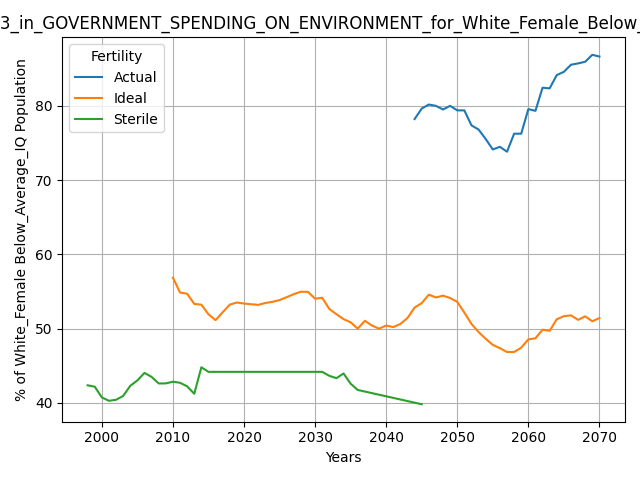 3_in_GOVERNMENT_SPENDING_ON_ENVIRONMENT_for_White_Female_Below_
Fertility
Actual
Ideal
Sterile
% of White_Female Below_Average_IQ Population
80
70
60
50
40
2000 2010 2020 2030 2040 2050 2060 2070
Years